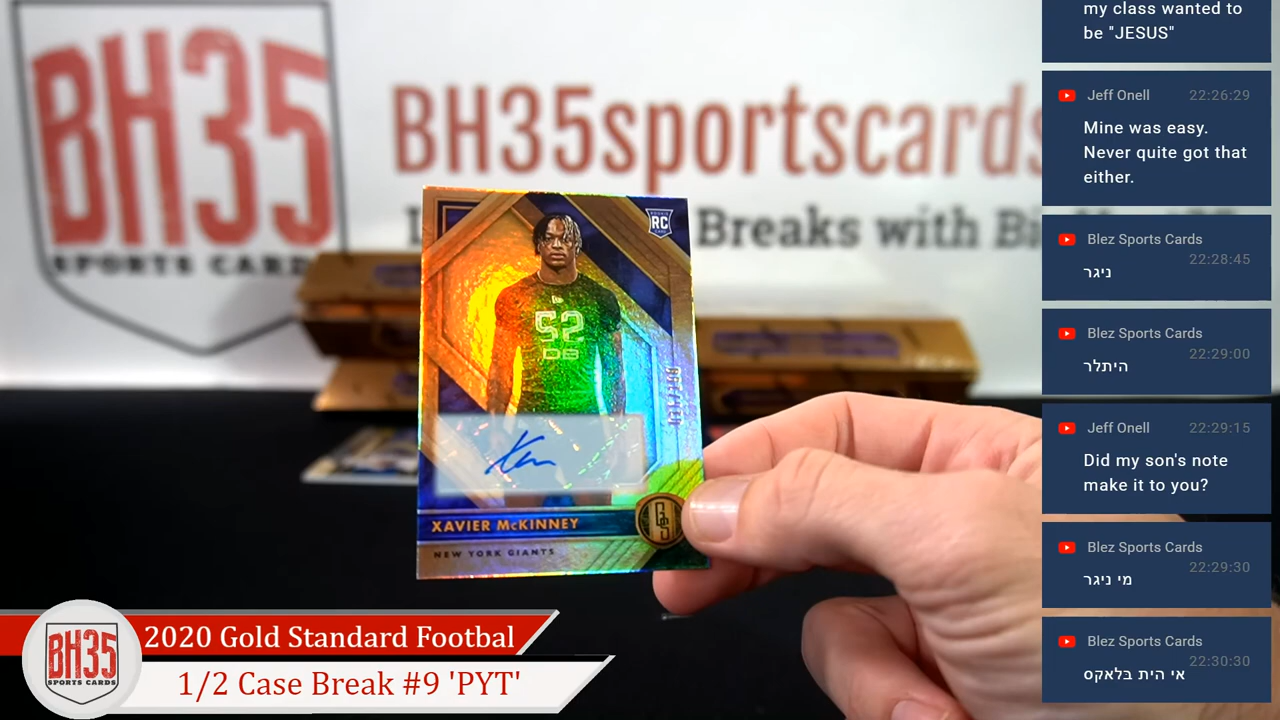 BH35
SPORTS CARDS
BH35sportscards
Breaks with
RC
52
DB
XAVIER McKINNEY
NEW YORK GIANTS
GS
BH35
SPORTS CARDS
2020 Gold Standard Footbal
1/2 Case Break #9 'PYT'
my class wanted to
be "JESUS"
Jeff Onell 22:26:29
Mine was easy.
Never quite got that
either.
Blez Sports Cards
22:28:45
ניגר
Blez Sports Cards
22:29:00
היתלר
Jeff Onell 22:29:15
Did my son's note
make it to you?
Blez Sports Cards
22:29:30
מי ניגר
Blez Sports Cards
22:30:30
אי הית בלאקס